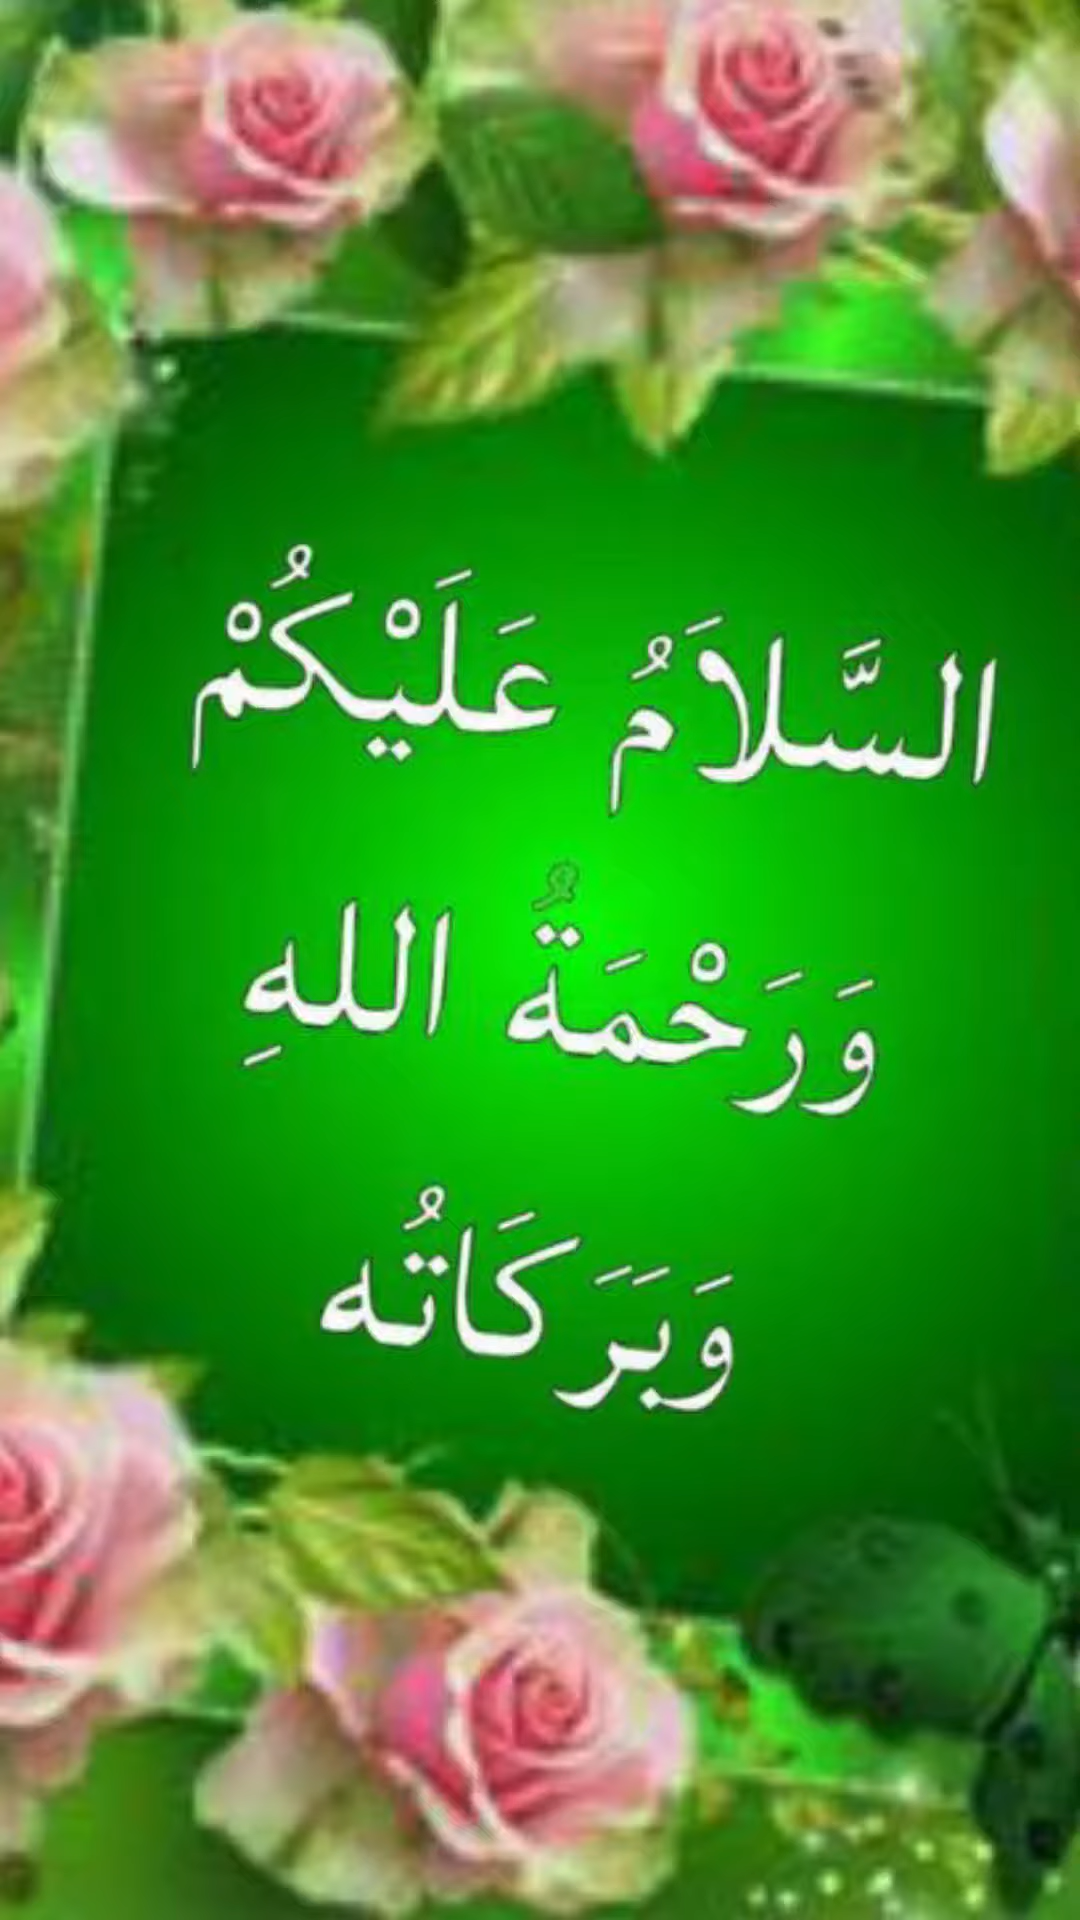 السَّلاَمُ عَلَيْكُمْ
وَرَحْمَةُ اللهِ
وَبَرَكَاتُه